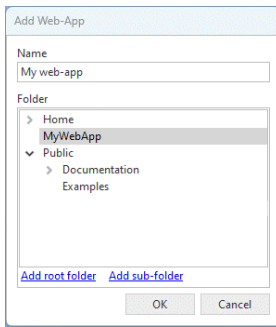 Add Web-App
Name
My web-app
Folder
Home
MyWebApp
Public
Documentation
Examples
Add root folder Add sub-folder
OK Cancel